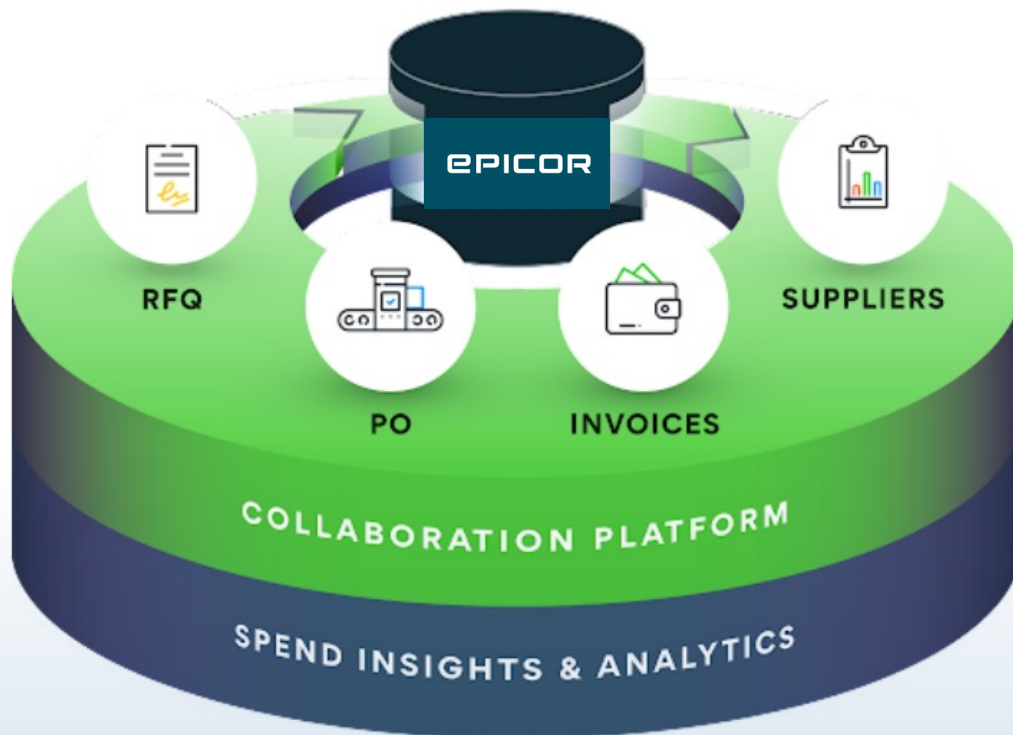 EPICOR
RFQ
SUPPLIERS
PO
INVOICES
COLLABORATION PLATFORM
SPEND INSIGHTS & ANALYTICS